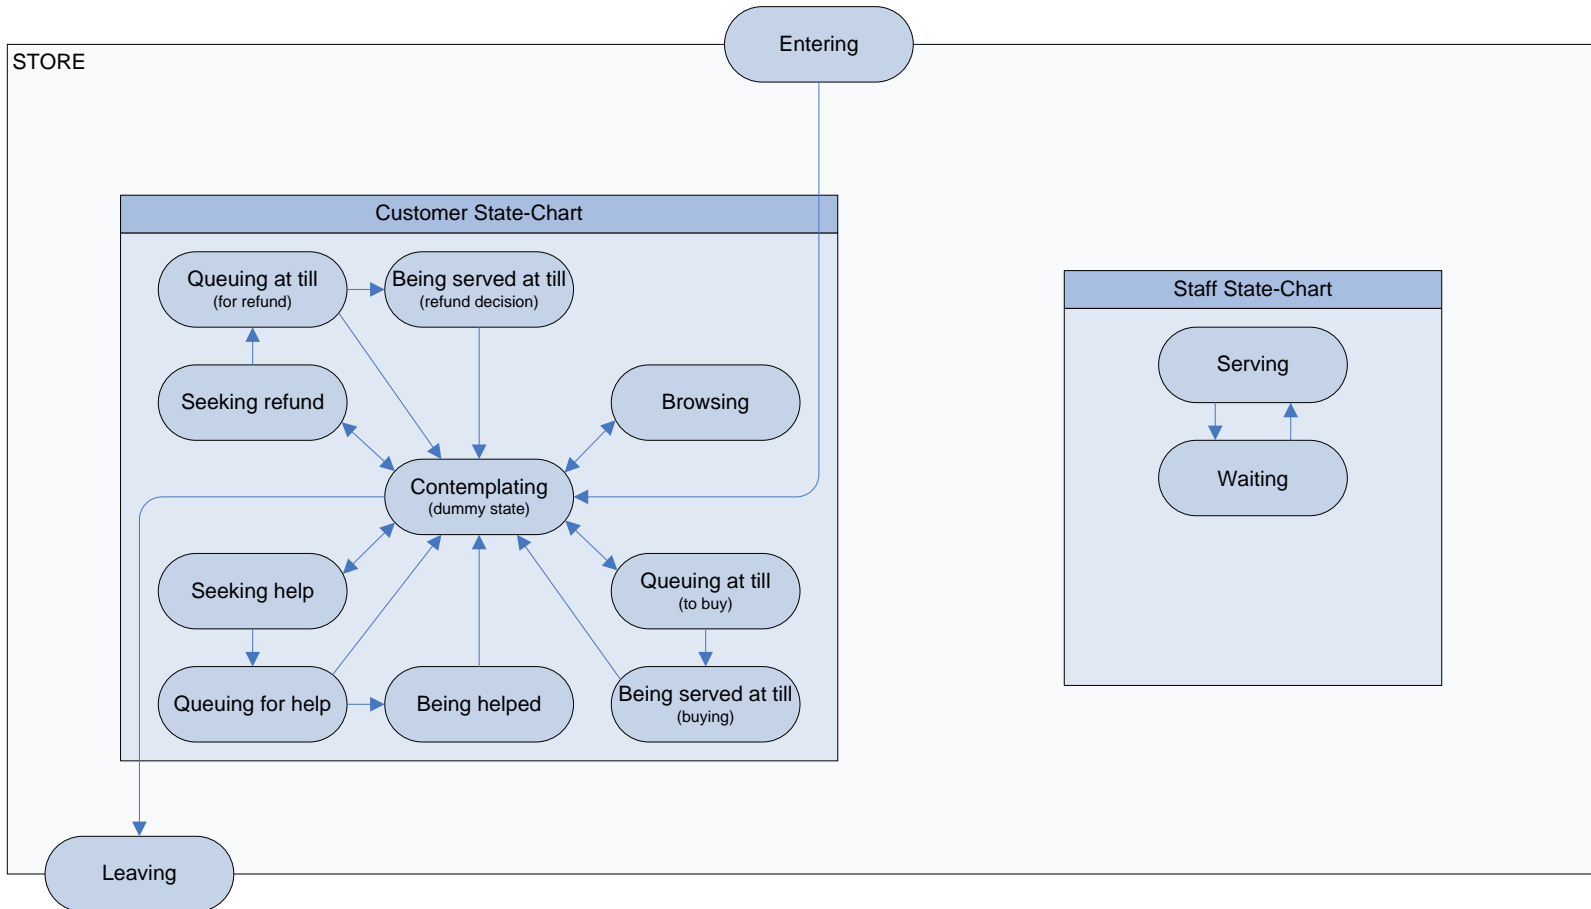 Entering
STORE
Customer State-Chart
Queuing at till
(for refund)
Being served at till
(refund decision)
Seeking refund
Browsing
Contemplating
(dummy state)
Seeking help
Queuing at till
(to buy)
Queuing for help
Being helped
Being served at till
(buying)
Staff State-Chart
Serving
Waiting
Leaving